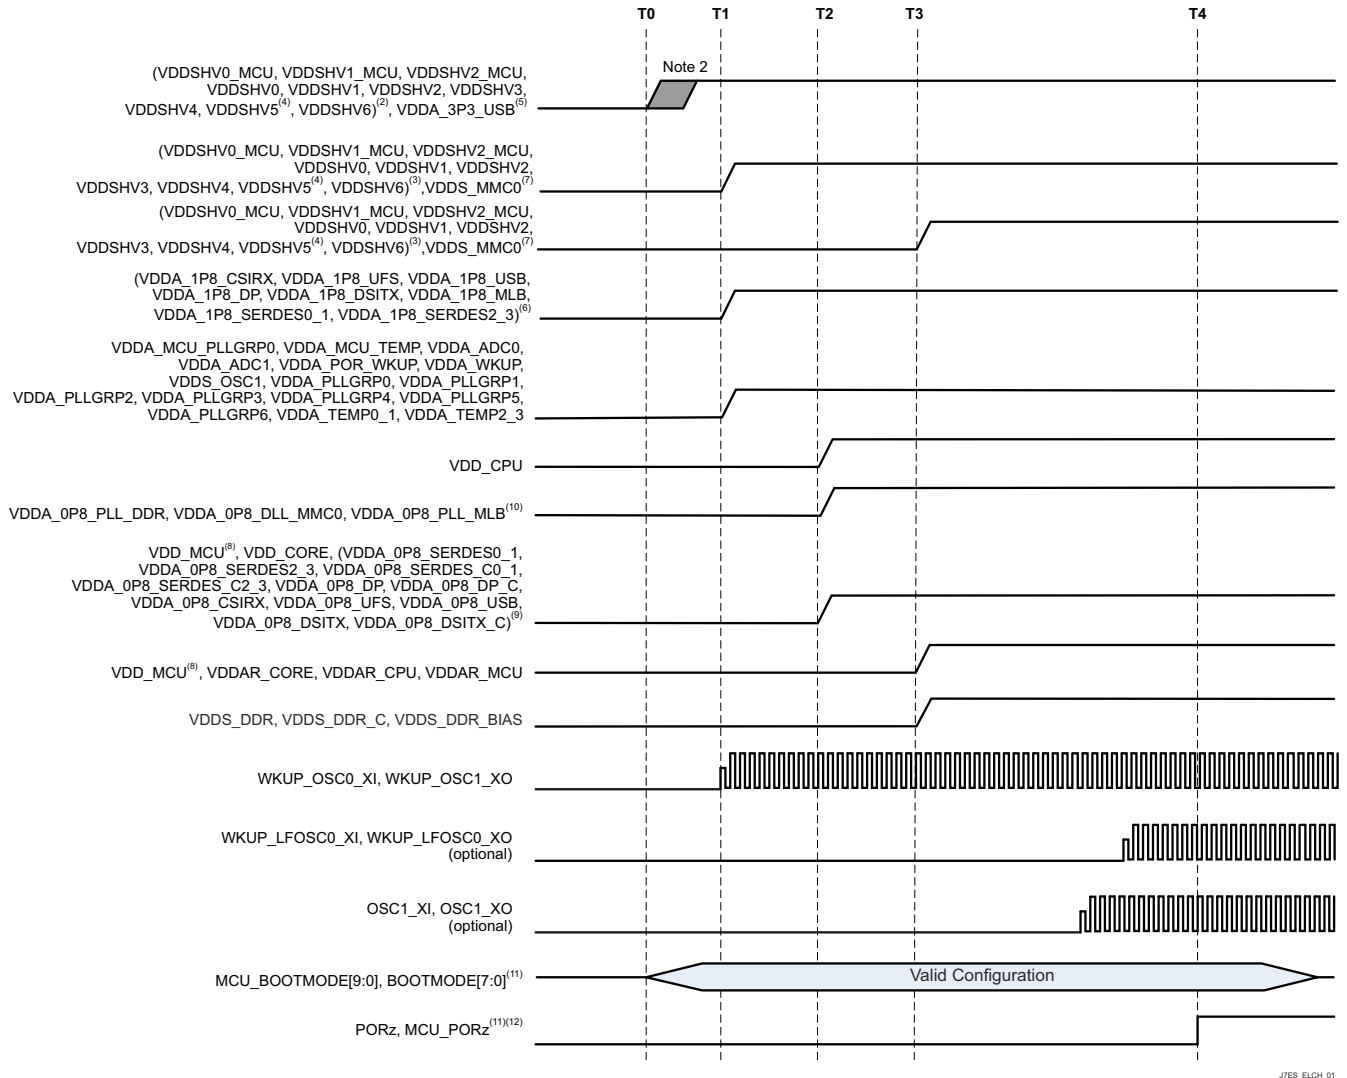 T0 T1 T2 T3 T4
Note 2
(VDDSHV0_MCU, VDDSHV1_MCU, VDDSHV2_MCU,
VDDSHV0, VDDSHV1, VDDSHV2, VDDSHV3,
VDDSHV4, VDDSHV5(4), VDDSHV6)(2), VDDA_3P3_USB(5)
(VDDSHV0_MCU, VDDSHV1_MCU, VDDSHV2_MCU,
VDDSHV0, VDDSHV1, VDDSHV2,
VDDSHV3, VDDSHV4, VDDSHV5(4), VDDSHV6)(3),VDDS_MMC0(7)
(VDDSHV0_MCU, VDDSHV1_MCU, VDDSHV2_MCU,
VDDSHV0, VDDSHV1, VDDSHV2,
VDDSHV3, VDDSHV4, VDDSHV5(4), VDDSHV6)(3),VDDS_MMC0(7)
(VDDA_1P8_CSIRX, VDDA_1P8_UFS, VDDA_1P8_USB,
VDDA_1P8_DP, VDDA_1P8_DSITX, VDDA_1P8_MLB,
VDDA_1P8_SERDES0_1, VDDA_1P8_SERDES2_3)(6)
VDDA_MCU_PLLGRP0, VDDA_MCU_TEMP, VDDA_ADC0,
VDDA_ADC1, VDDA_POR_WKUP, VDDA_WKUP,
VDDS_OSC1, VDDA_PLLGRP0, VDDA_PLLGRP1,
VDDA_PLLGRP2, VDDA_PLLGRP3, VDDA_PLLGRP4, VDDA_PLLGRP5,
VDDA_PLLGRP6, VDDA_TEMP0_1, VDDA_TEMP2_3
VDD_CPU
VDDA_0P8_PLL_DDR, VDDA_0P8_DLL_MMC0, VDDA_0P8_PLL_MLB(10)
VDD_MCU(8), VDD_CORE, (VDDA_0P8_SERDES0_1,
VDDA_0P8_SERDES2_3, VDDA_0P8_SERDES_C0_1,
VDDA_0P8_SERDES_C2_3, VDDA_0P8_DP, VDDA_0P8_DP_C,
VDDA_0P8_CSIRX, VDDA_0P8_UFS, VDDA_0P8_USB,
VDDA_0P8_DSITX, VDDA_0P8_DSITX_C)(9)
VDD_MCU(8), VDDAR_CORE, VDDAR_CPU, VDDAR_MCU
VDDS_DDR, VDDS_DDR_C, VDDS_DDR_BIAS
WKUP_OSC0_XI, WKUP_OSC1_XO
WKUP_LFOSC0_XI, WKUP_LFOSC0_XO
(optional)
OSC1_XI, OSC1_XO
(optional)
MCU_BOOTMODE[9:0], BOOTMODE[7:0](11)
Valid Configuration
PORz, MCU_PORz(11)(12)
J7ES_ELCH_01